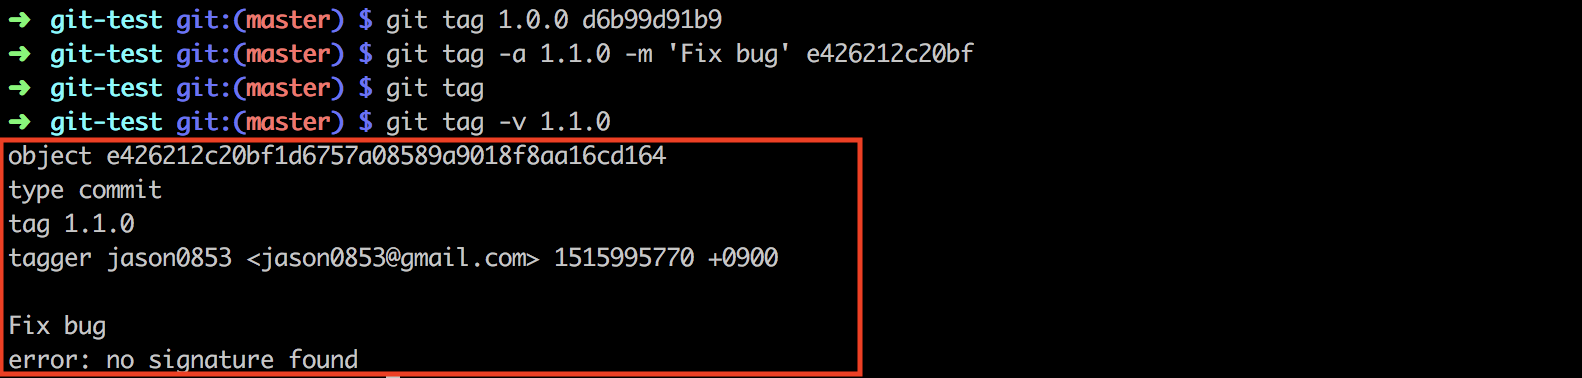 ➜ git-test git:(master) $ git tag 1.0.0 d6b99d91b9
➜ git-test git:(master) $ git tag -a 1.1.0 -m 'Fix bug' e426212c20bf
➜ git-test git:(master) $ git tag
➜ git-test git:(master) $ git tag -v 1.1.0
object e426212c20bf1d6757a08589a9018f8aa16cd164
type commit
tag 1.1.0
tagger jason0853 <jason0853@gmail.com> 1515995770 +0900
Fix bug
error: no signature found